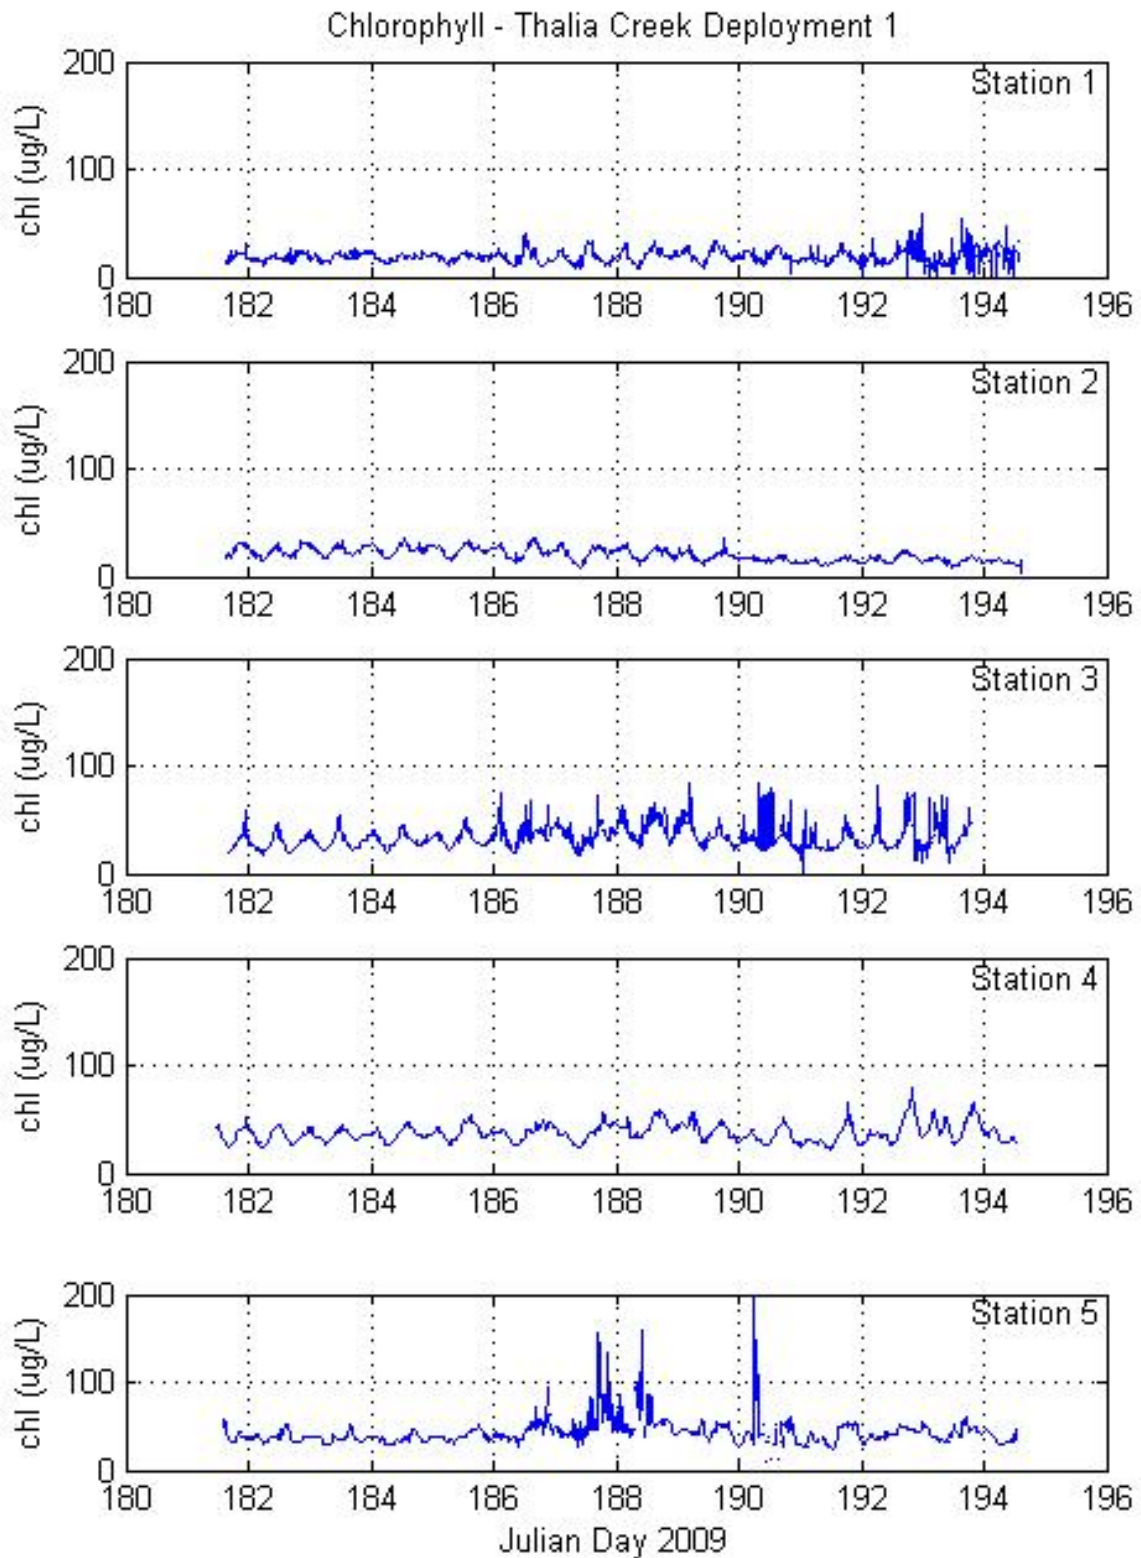 Chlorophyll - Thalia Creek Deployment 1
200
Station 1
100
chl (ug/L)
0
180 182 184 186 188 190 192 194 196
200
Station 2
100
chl (ug/L)
0
180 182 184 186 188 190 192 194 196
200
Station 3
100
chl (ug/L)
0
180 182 184 186 188 190 192 194 196
200
Station 4
100
chl (ug/L)
0
180 182 184 186 188 190 192 194 196
200
Station 5
100
chl (ug/L)
0
180 182 184 186 188 190 192 194 196
Julian Day 2009